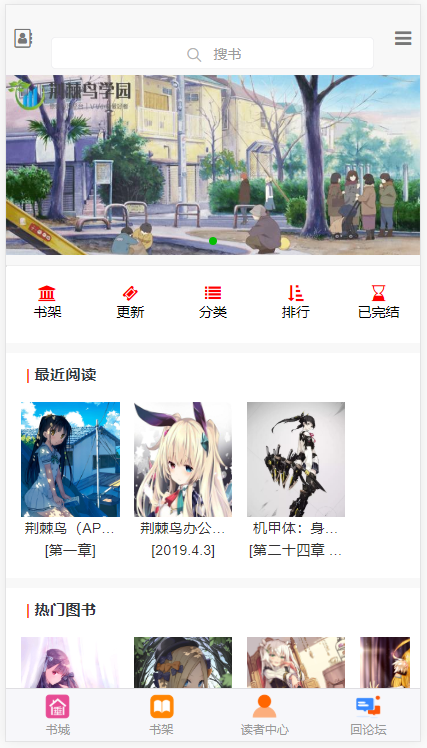 搜书
荆棘鸟学园
书架
更新
分类
排行
已完结
最近阅读
荆棘鸟（AP...
[第一章]
荆棘鸟办公...
[2019.4.3]
机甲体：身...
[第二十四章 ...
热门图书
书城
书架
读者中心
回论坛